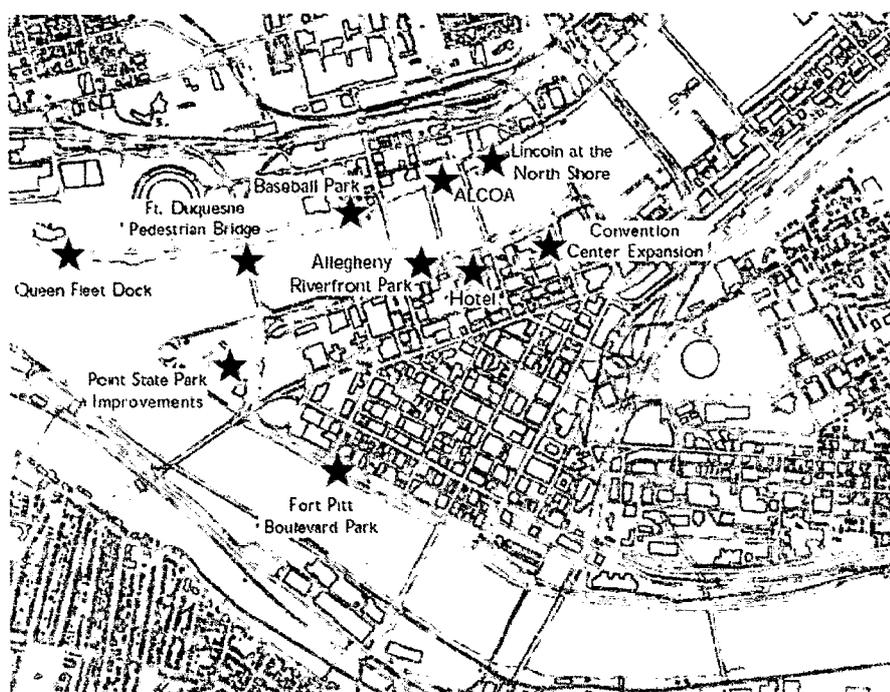 Lincoln at the
North Shore
ALCOA
Baseball Park
Ft. Duquesne
Pedestrian Bridge
Convention
Center Expansion
Allegheny
Riverfront Park
Hotel
Queen Fleet Dock
Point State Park
Improvements
Fort Pitt
Boulevard Park